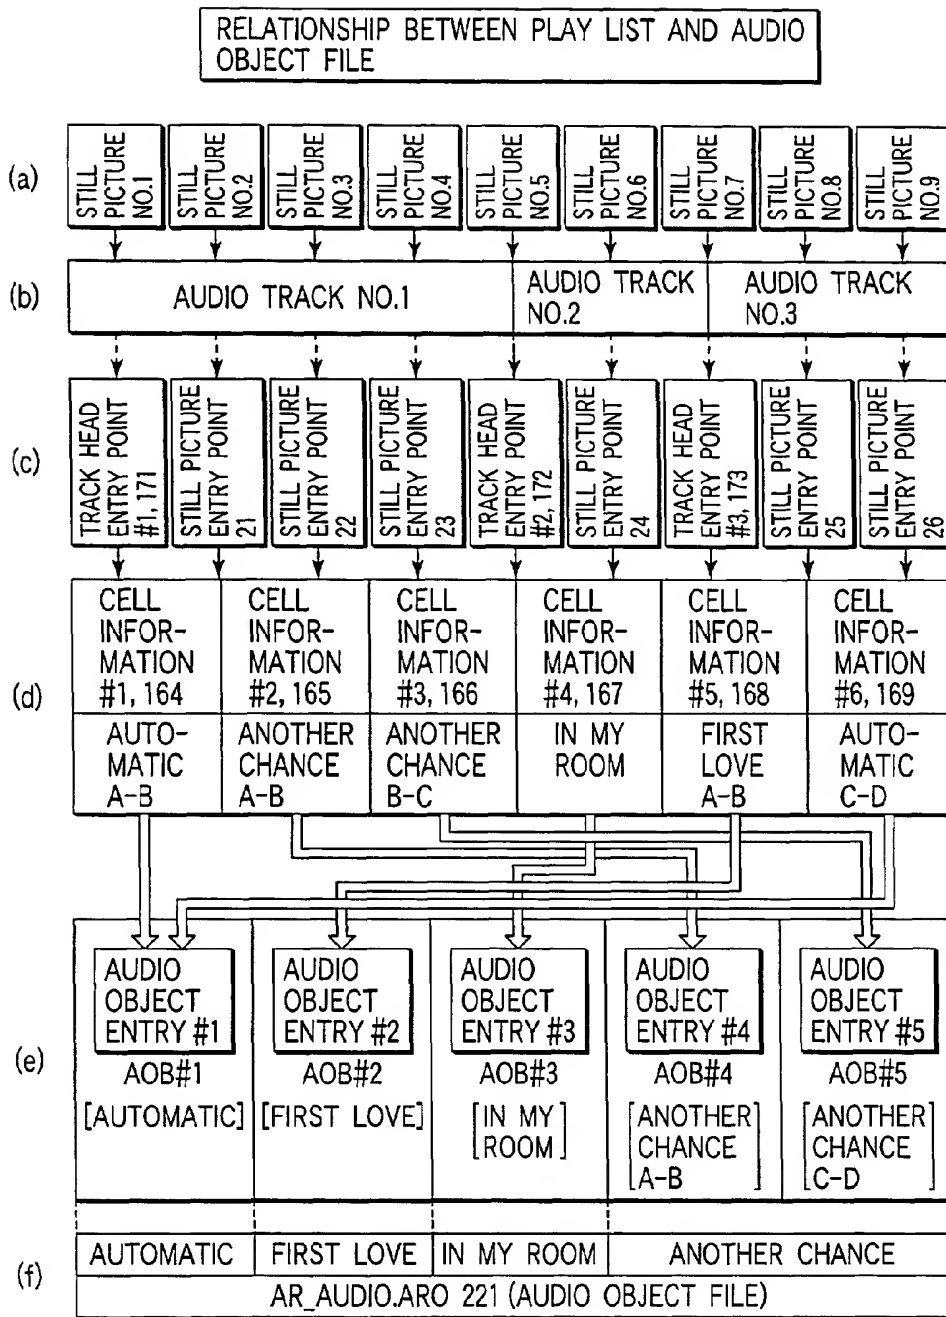 RELATIONSHIP BETWEEN PLAY LIST AND AUDIO
OBJECT FILE
(a)
STILL
PICTURE
NO.1
STILL
PICTURE
NO.2
STILL
PICTURE
NO.3
STILL
PICTURE
NO.4
STILL
PICTURE
NO.5
STILL
PICTURE
NO.6
STILL
PICTURE
NO.7
STILL
PICTURE
NO.8
STILL
PICTURE
NO.9
(b)
AUDIO TRACK NO.1
AUDIO TRACK
NO.2
AUDIO TRACK
NO.3
(c)
TRACK HEAD
ENTRY POINT
#1, 171
STILL PICTURE
ENTRY POINT
21
STILL PICTURE
ENTRY POINT
22
STILL PICTURE
ENTRY POINT
23
TRACK HEAD
ENTRY POINT
#2, 172
STILL PICTURE
ENTRY POINT
24
TRACK HEAD
ENTRY POINT
#3, 173
STILL PICTURE
ENTRY POINT
25
STILL PICTURE
ENTRY POINT
26
(d)
CELL
INFOR-
MATION
#1, 164
CELL
INFOR-
MATION
#2, 165
CELL
INFOR-
MATION
#3, 166
CELL
INFOR-
MATION
#4, 167
CELL
INFOR-
MATION
#5, 168
CELL
INFOR-
MATION
#6, 169
AUTO-
MATIC
A-B
ANOTHER
CHANCE
A-B
ANOTHER
CHANCE
B-C
IN MY
ROOM
FIRST
LOVE
A-B
AUTO-
MATIC
C-D
(e)
AUDIO
OBJECT
ENTRY #1
AOB#1
[AUTOMATIC]
AUDIO
OBJECT
ENTRY #2
AOB#2
[FIRST LOVE]
AUDIO
OBJECT
ENTRY #3
AOB#3
[IN MY
ROOM]
AUDIO
OBJECT
ENTRY #4
AOB#4
[ANOTHER
CHANCE
A-B]
AUDIO
OBJECT
ENTRY #5
AOB#5
[ANOTHER
CHANCE
C-D]
(f)
AUTOMATIC
FIRST LOVE
IN MY ROOM
ANOTHER CHANCE
AR_AUDIO.ARO 221 (AUDIO OBJECT FILE)